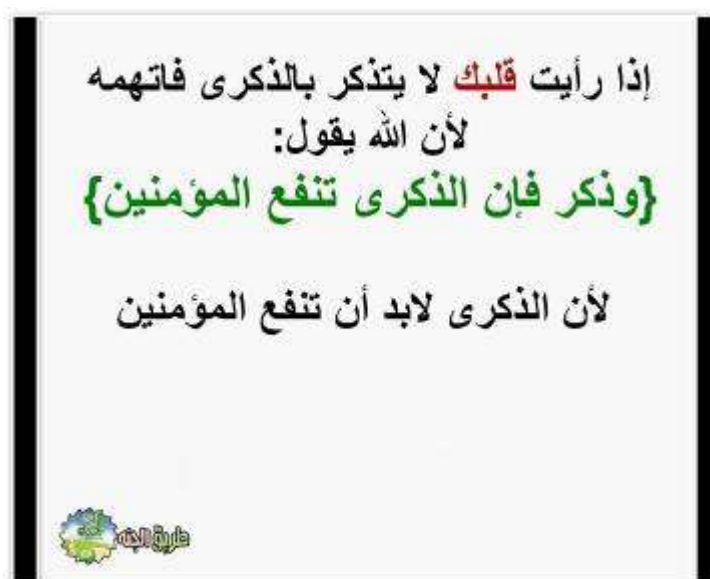 إذا رأيت قلبك لا يتذكر بالذكرى فاتهمه
لأن الله يقول:
{وذكر فإن الذكرى تنفع المؤمنين}
لأن الذكرى لابد أن تنفع المؤمنين
طريق الجنه